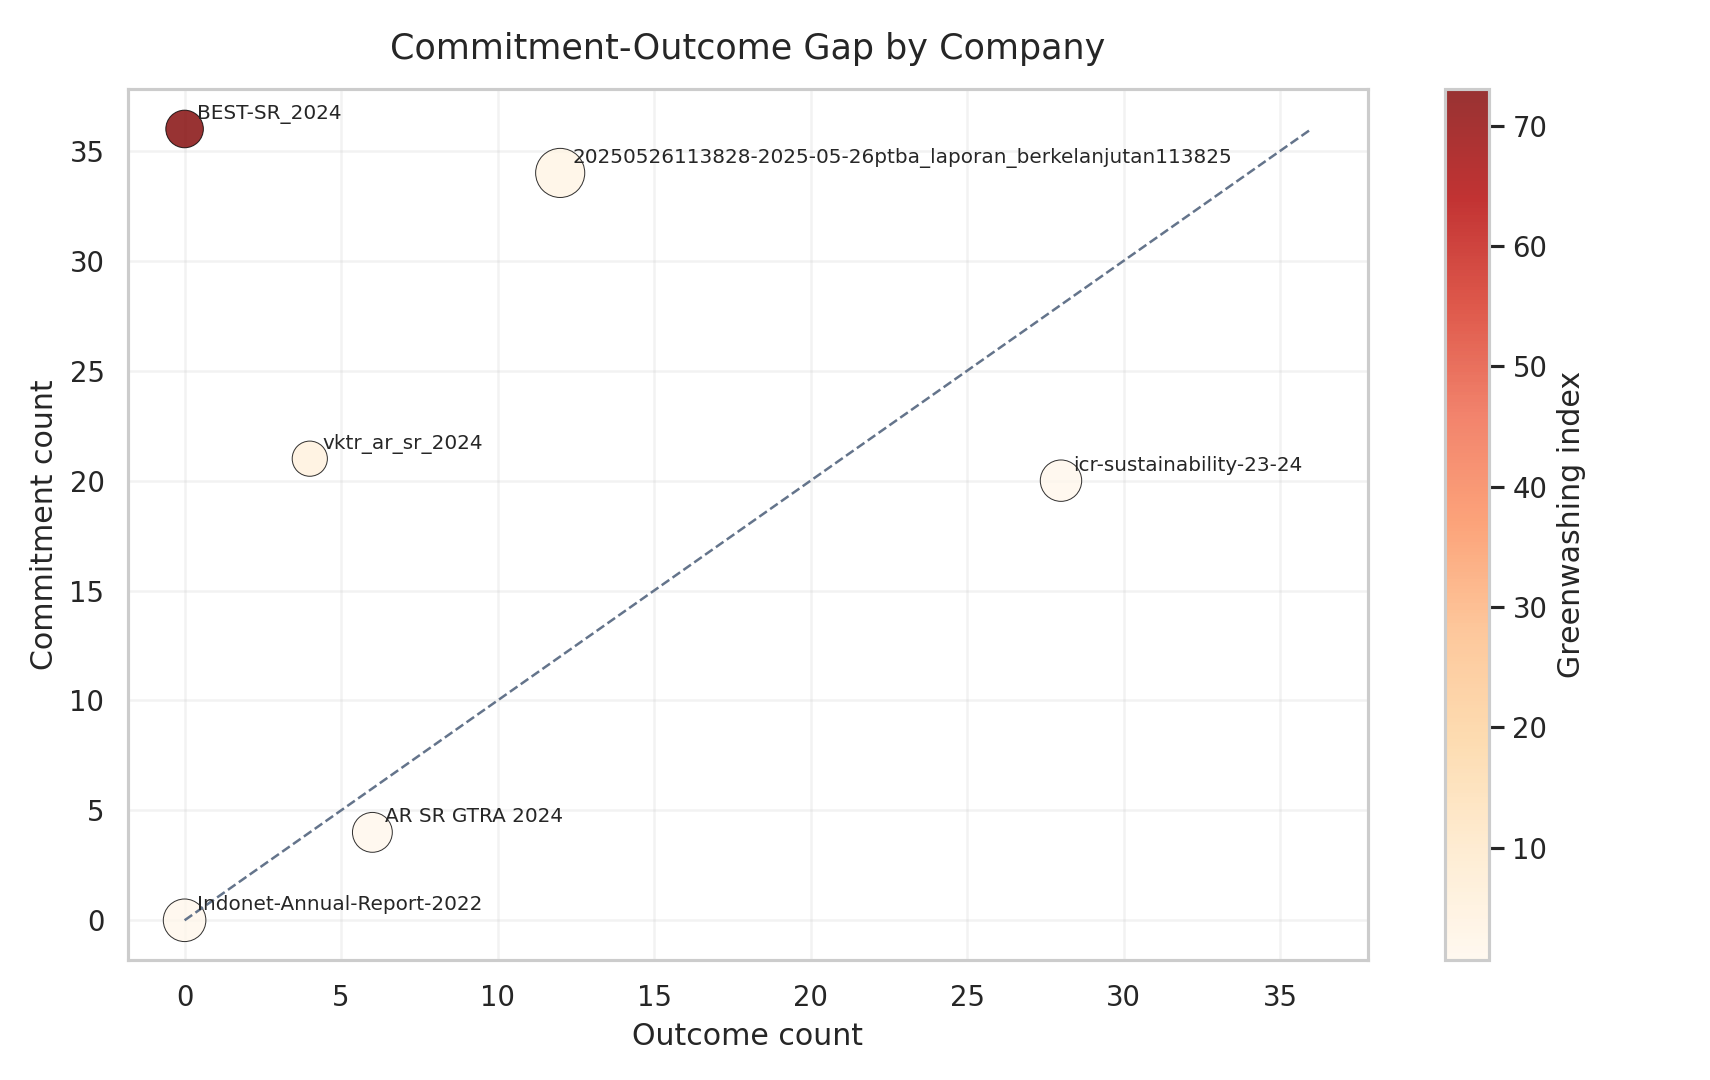 Commitment-Outcome Gap by Company
BEST-SR_2024
20250526113828-2025-05-26ptba_laporan_berkelanjutan113825
vktr_ar_sr_2024
icr-sustainability-23-24
AR SR GTRA 2024
Indonet-Annual-Report-2022
Commitment count
35
30
25
20
15
10
5
0
0 5 10 15 20 25 30 35
Outcome count
70
60
50
40
30
20
10
Greenwashing index